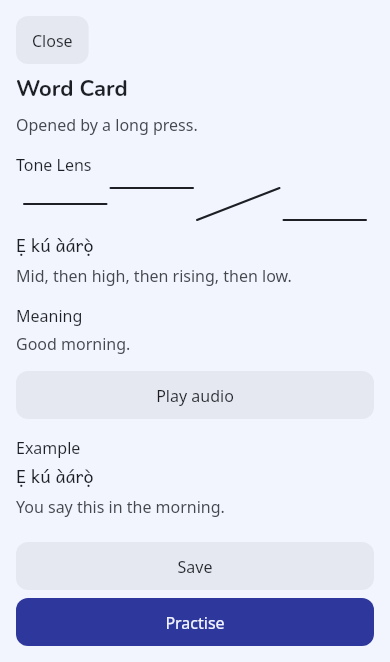 Close
Word Card
Opened by a long press.
Tone Lens
Ẹ kú àárọ̀
Mid, then high, then rising, then low.
Meaning
Good morning.
Play audio
Example
Ẹ kú àárọ̀
You say this in the morning.
Save
Practise